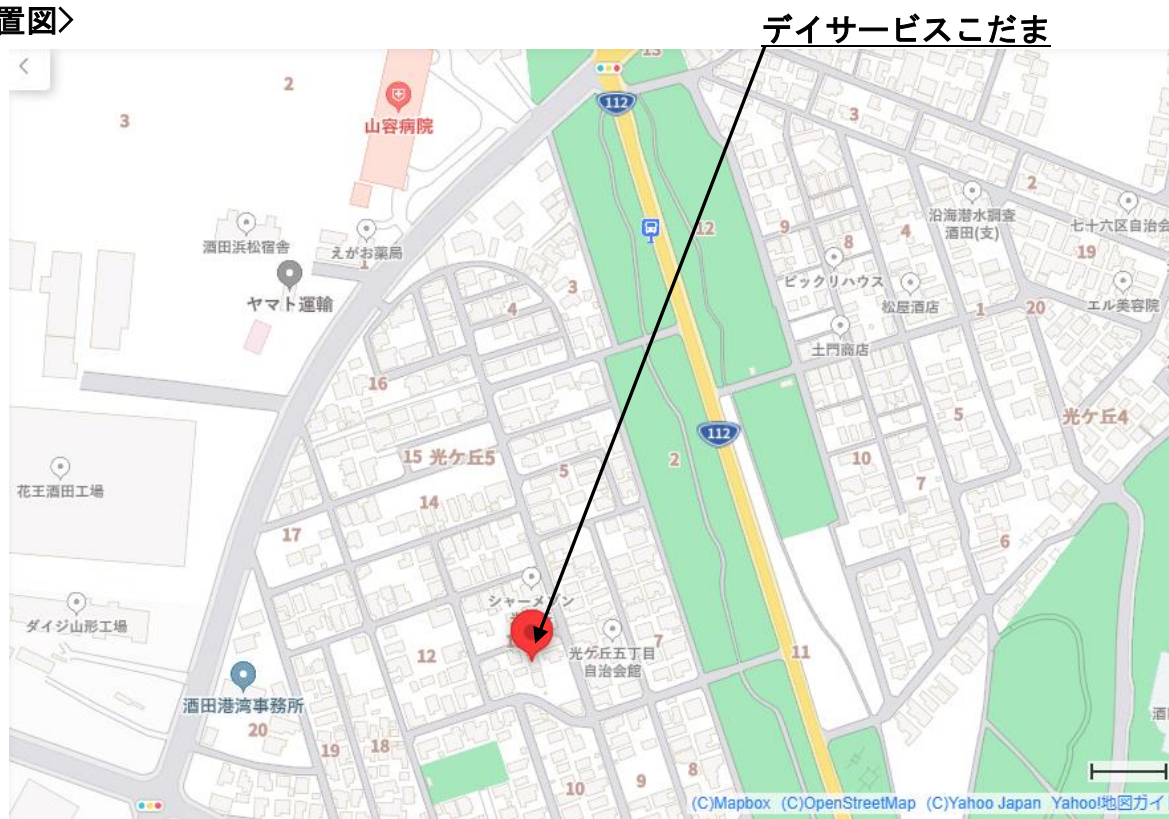 置図>
デイサービスこだま
13
112
2
3
山容病院
3
2
12
9
8
4
沿海潜水調査
酒田(支)
七十六区自治会
19
酒田浜松宿舎
えがお薬局
1
ヤマト運輸
3
4
ビックリハウス
松屋酒店
1
20
エル美容院
土門商店
16
5
光ケ丘4
112
15 光ケ丘5
5
2
10
7
花王酒田工場
14
17
6
シャーメゾン
ダイジ山形工場
12
光ケ丘五丁目
自治会館
7
11
酒田港湾事務所
20
19
18
10
9
8
酒
(C)Mapbox (C)OpenStreetMap (C)Yahoo Japan Yahoo!地図ガイ